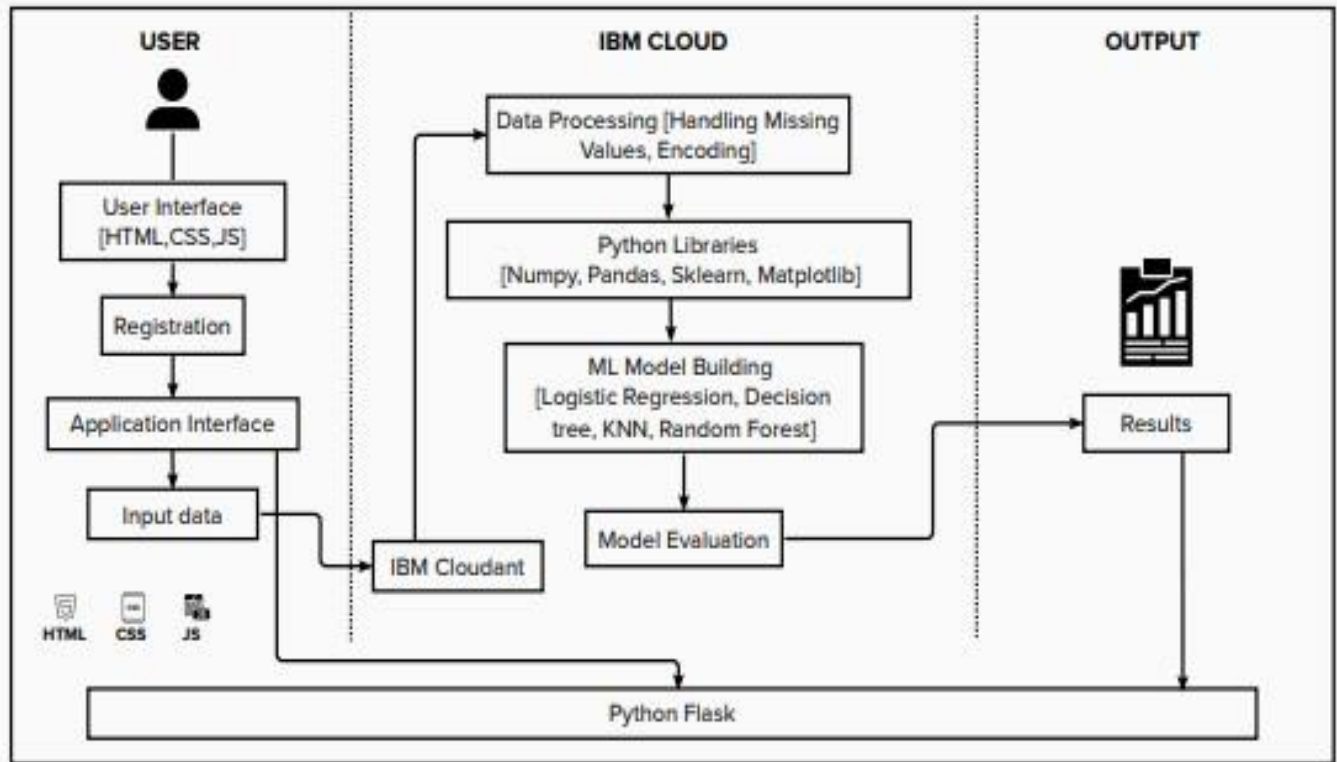 USER
User Interface
[HTML,CSS,JS]
Registration
Application Interface
Input data
HTML
CSS
JS
IBM CLOUD
Data Processing [Handling Missing
Values, Encoding]
Python Libraries
[Numpy, Pandas, Sklearn, Matplotlib]
ML Model Building
[Logistic Regression, Decision
tree, KNN, Random Forest]
Model Evaluation
IBM Cloudant
OUTPUT
Results
Python Flask